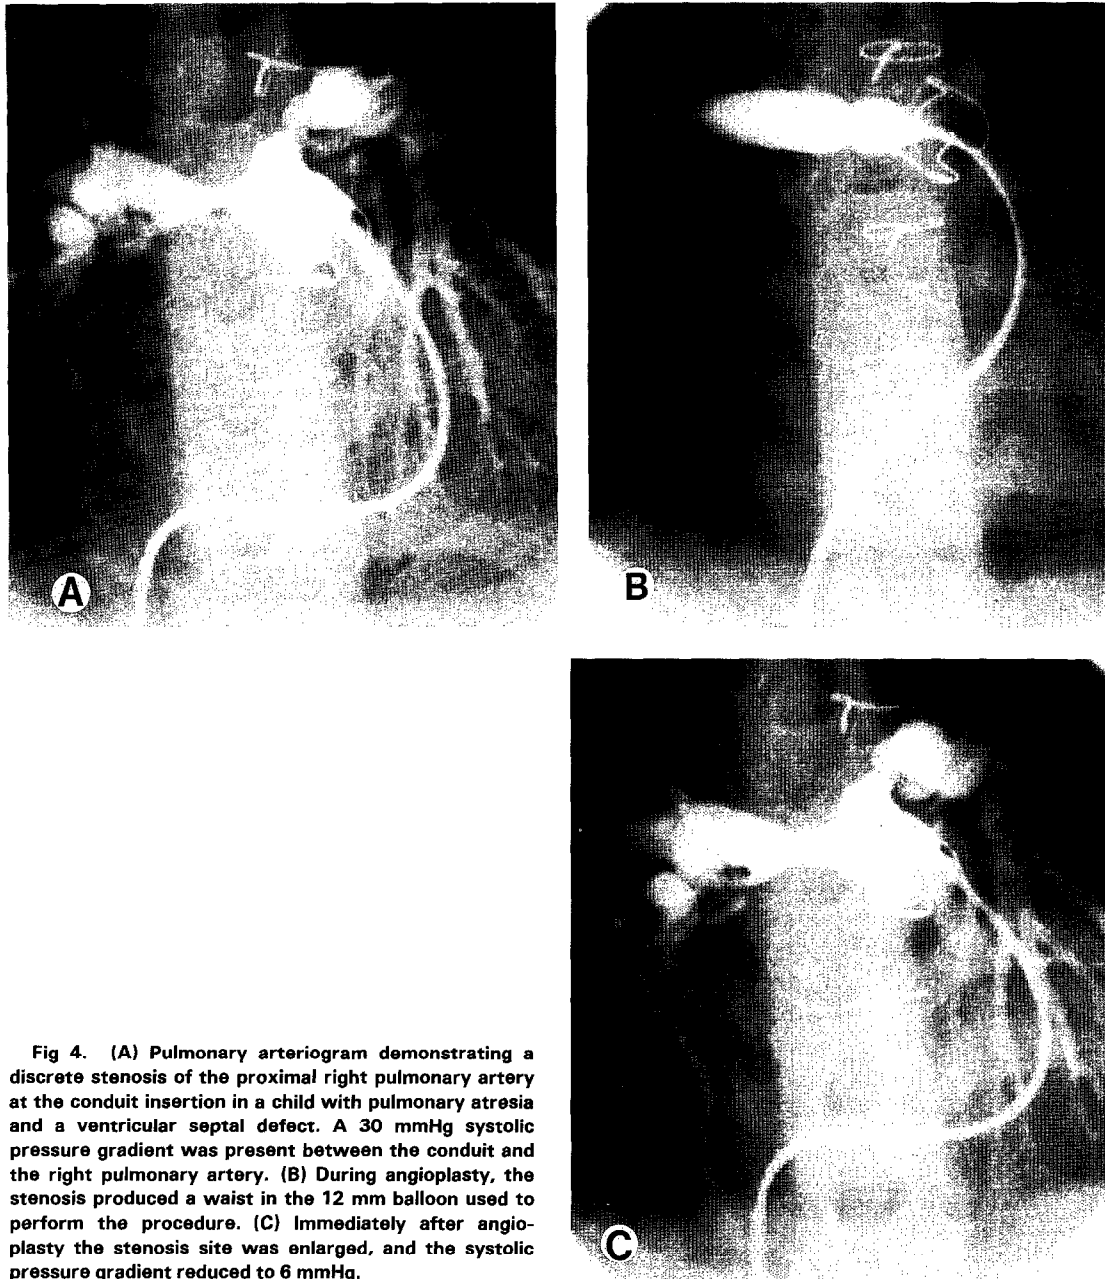 A
B
C
Fig 4. (A) Pulmonary arteriogram demonstrating a
discrete stenosis of the proximal right pulmonary artery
at the conduit insertion in a child with pulmonary atresia
and a ventricular septal defect. A 30 mmHg systolic
pressure gradient was present between the conduit and
the right pulmonary artery. (B) During angioplasty, the
stenosis produced a waist in the 12 mm balloon used to
perform the procedure. (C) Immediately after angio-
plasty the stenosis site was enlarged, and the systolic
pressure gradient reduced to 6 mmHg.